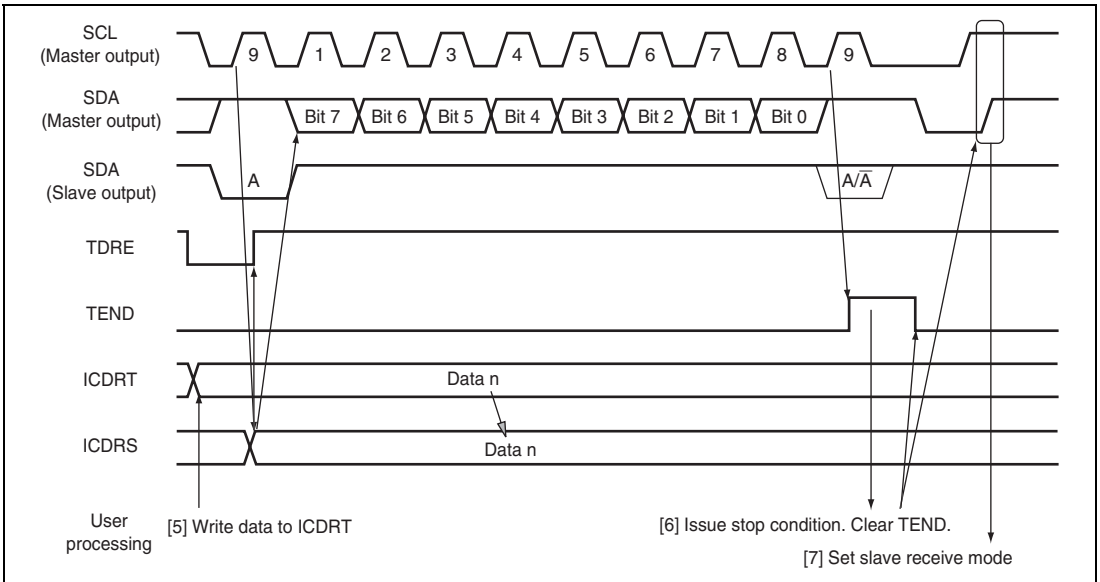 SCL
(Master output)
9 1 2 3 4 5 6 7 8 9
SDA
(Master output)
Bit 7 Bit 6 Bit 5 Bit 4 Bit 3 Bit 2 Bit 1 Bit 0
SDA
(Slave output)
A A/A̅
TDRE
TEND
ICDRT
Data n
ICDRS
Data n
User
processing
[5] Write data to ICDRT
[6] Issue stop condition. Clear TEND.
[7] Set slave receive mode